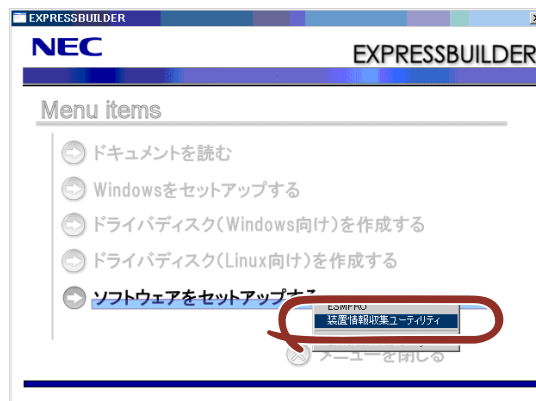 EXPRESSBUILDER
NEC
EXPRESSBUILDER
Menu items
ドキュメントを読む
Windowsをセットアップする
ドライバディスク(Windows向け)を作成する
ドライバディスク(Linux向け)を作成する
ソフトウェアをセットアップする
ESMPRO
装置情報収集ユーティリティ
メニューを閉じる